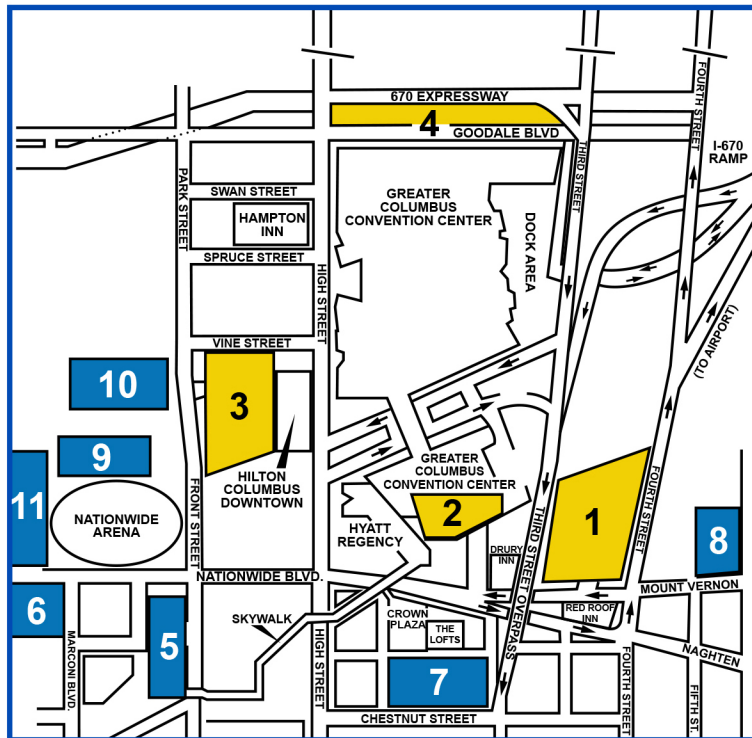 670 EXPRESSWAY
4
GOODALE BLVD
FOURTH STREET
I-670
RAMP
THIRD STREET
PARK STREET
SWAN STREET
HAMPTON
INN
SPRUCE STREET
HIGH STREET
GREATER
COLUMBUS
CONVENTION CENTER
DOCK AREA
(TO AIRPORT)
VINE STREET
10
3
9
11
NATIONWIDE
ARENA
FRONT STREET
HILTON
COLUMBUS
DOWNTOWN
GREATER
COLUMBUS
CONVENTION CENTER
2
HYATT
REGENCY
1
FOURTH STREET
8
DRURY
INN
THIRD STREET OVERPASS
NATIONWIDE BLVD.
MOUNT VERNON
6
5
MARCONI BLVD.
SKYWALK
HIGH STREET
CROWN
PLAZA
THE
LOFTS
RED ROOF
INN
NAGHTEN
7
FOURTH STREET
FIFTH ST.
CHESTNUT STREET